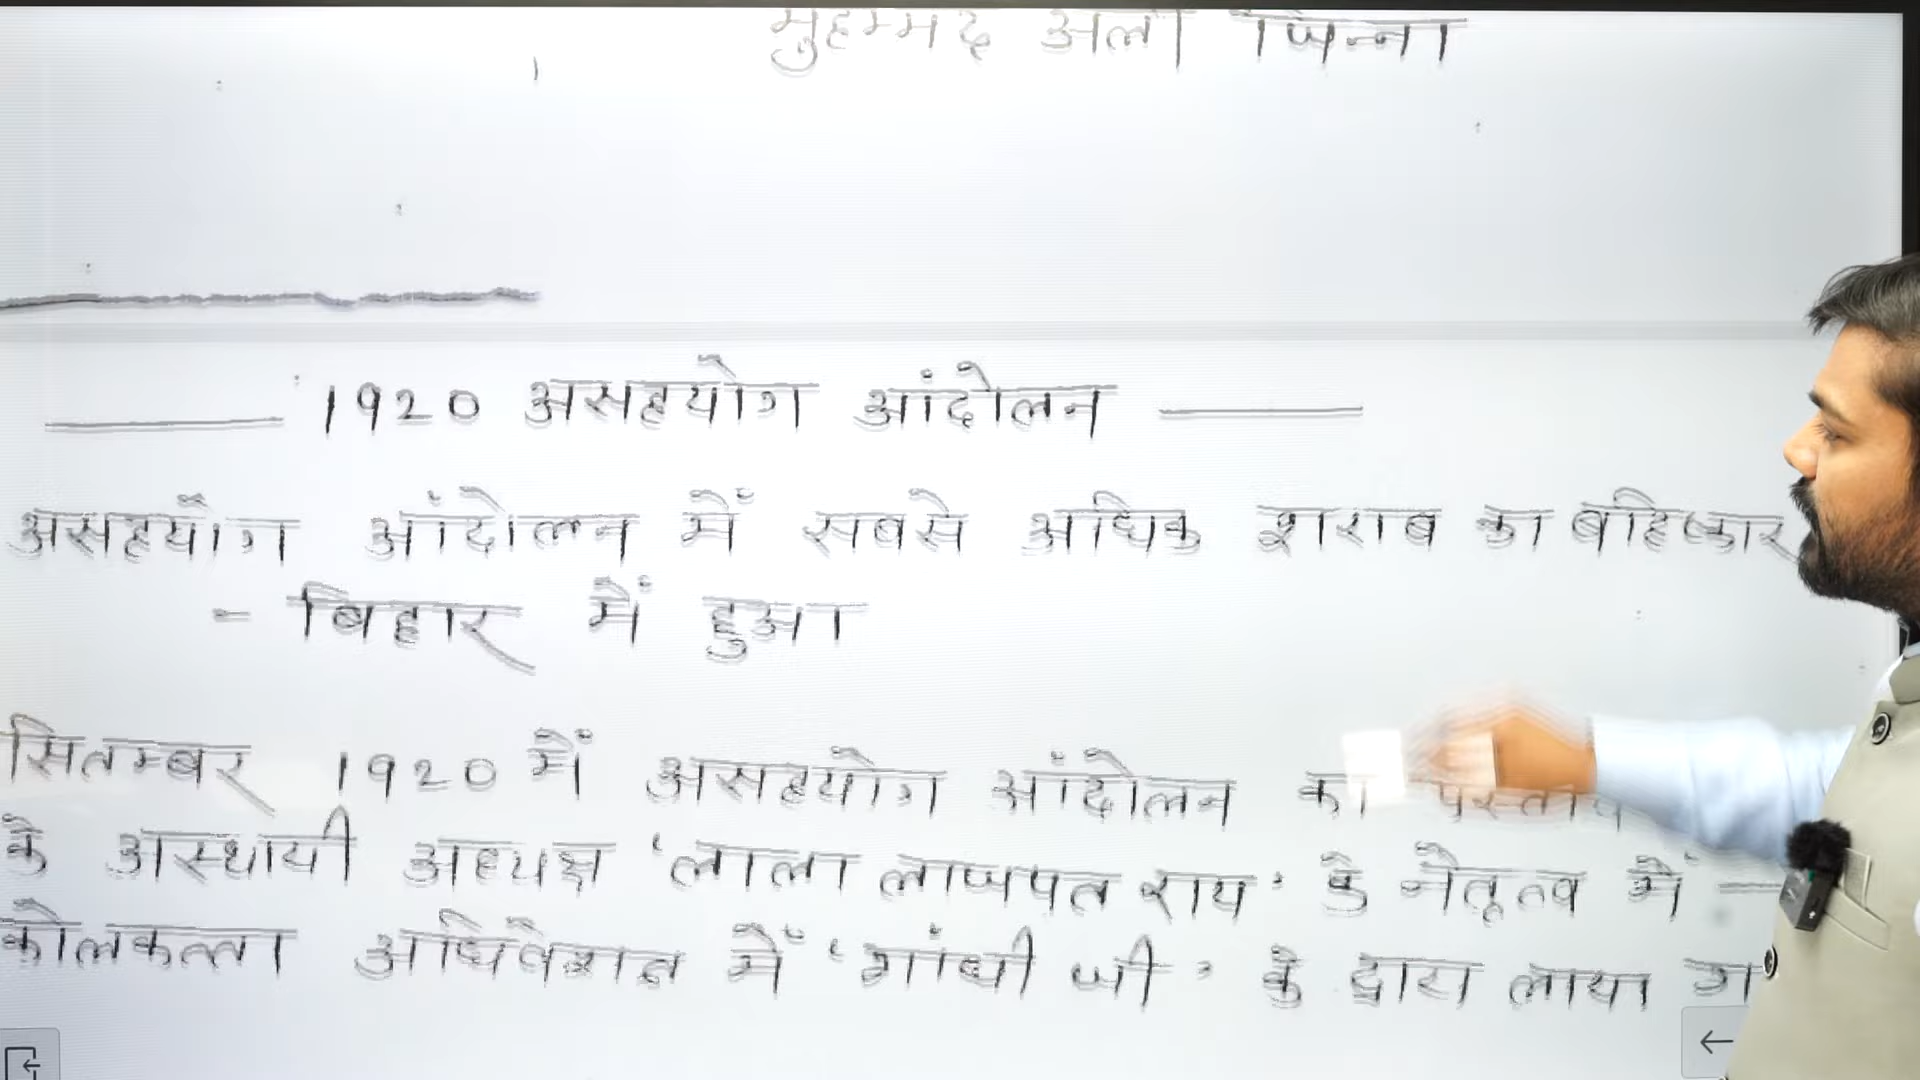 मुहम्मद अली जिन्ना
1920 असहयोग आंदोलन
असहयोग आंदोलन में सबसे अधिक शराब का बहिष्कार
- बिहार में हुआ
सितम्बर 1920 में असहयोग आंदोलन का
के अस्थायी अध्यक्ष 'लाला लाजपत राय' के नेतृत्व में —
कोलकत्ता अधिवेशन में 'गांधी जी' के द्वारा लाया